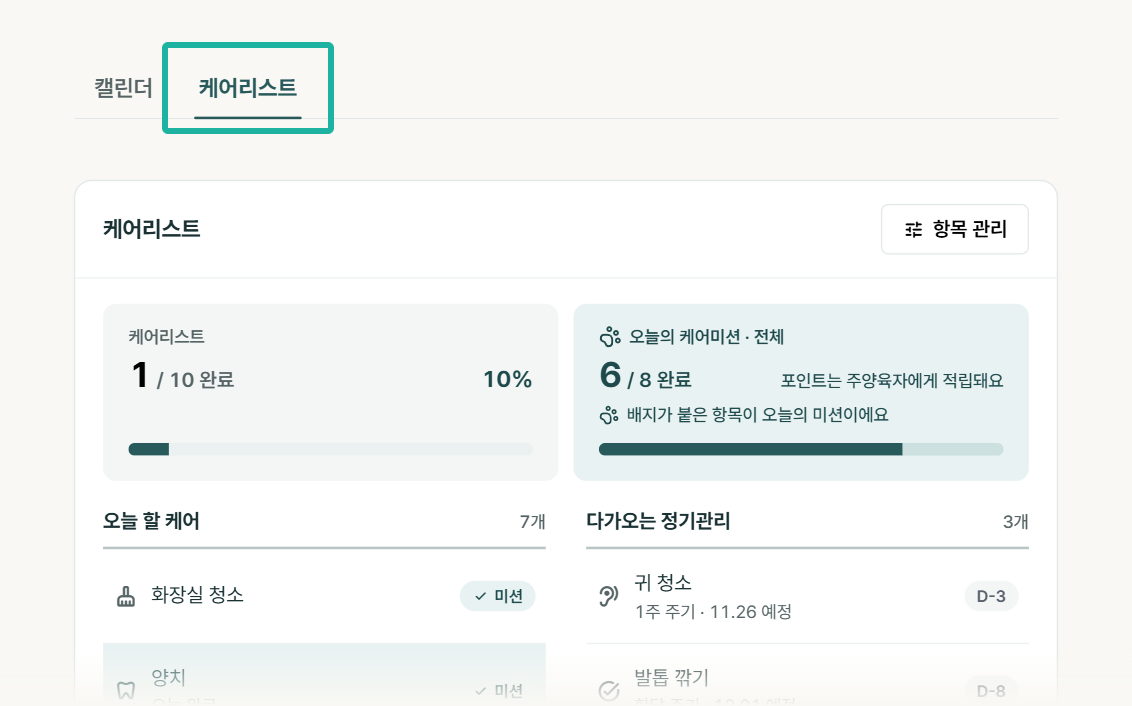 캘린더
케어리스트
케어리스트
항목 관리
케어리스트
1 / 10 완료
10%
오늘의 케어미션 · 전체
6 / 8 완료
포인트는 주양육자에게 적립돼요
배지가 붙은 항목이 오늘의 미션이에요
오늘 할 케어
7개
화장실 청소
미션
양치
오늘 완료
미션
다가오는 정기관리
3개
귀 청소
1주 주기 · 11.26 예정
D-3
발톱 깎기
D-8